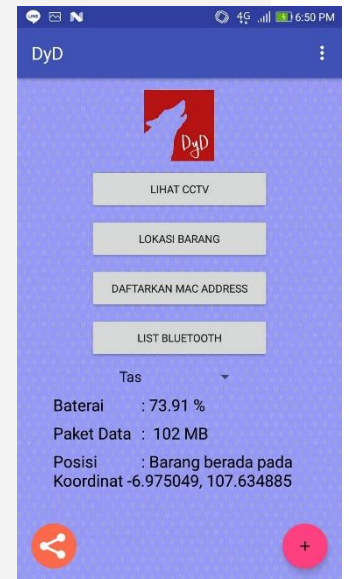 LINE
N
4G
6:50 PM
DyD
DyD
LIHAT CCTV
LOKASI BARANG
DAFTARKAN MAC ADDRESS
LIST BLUETOOTH
Tas
Baterai : 73.91 %
Paket Data : 102 MB
Posisi : Barang berada pada
Koordinat -6.975049, 107.634885
+